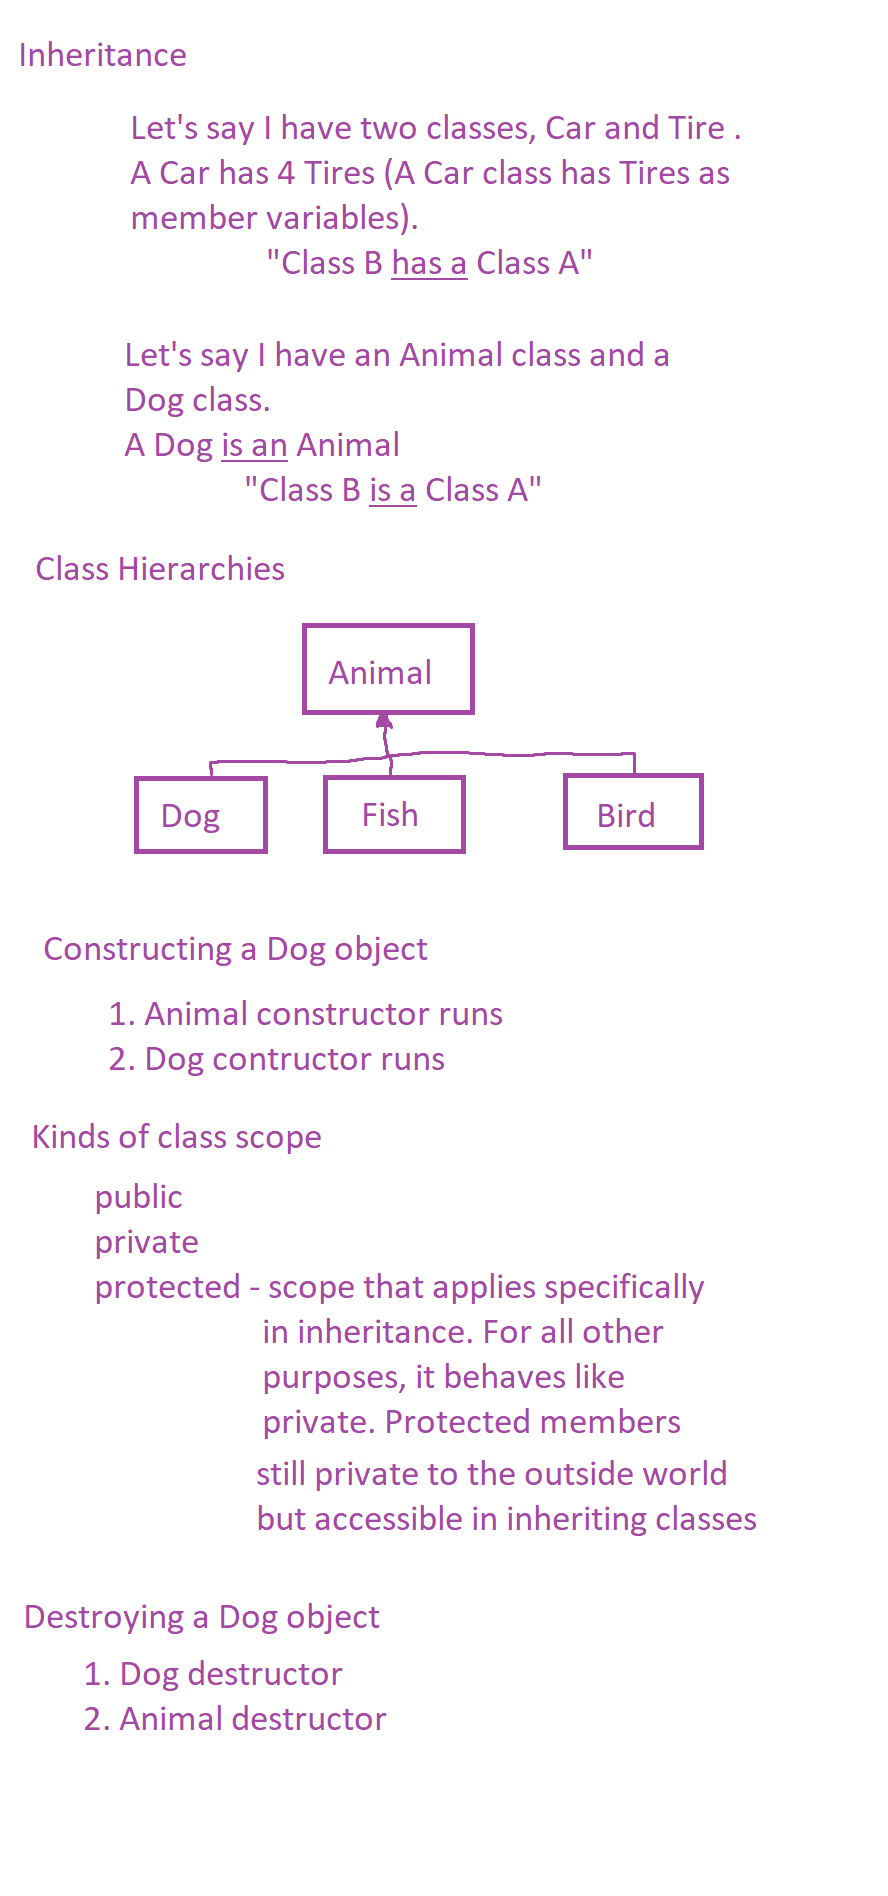 Inheritance
Let's say I have two classes, Car and Tire .
A Car has 4 Tires (A Car class has Tires as
member variables).
"Class B has a Class A"
Let's say I have an Animal class and a
Dog class.
A Dog is an Animal
"Class B is a Class A"
Class Hierarchies
Animal
Dog
Fish
Bird
Constructing a Dog object
1. Animal constructor runs
2. Dog contructor runs
Kinds of class scope
public
private
protected - scope that applies specifically
in inheritance. For all other
purposes, it behaves like
private. Protected members
still private to the outside world
but accessible in inheriting classes
Destroying a Dog object
1. Dog destructor
2. Animal destructor